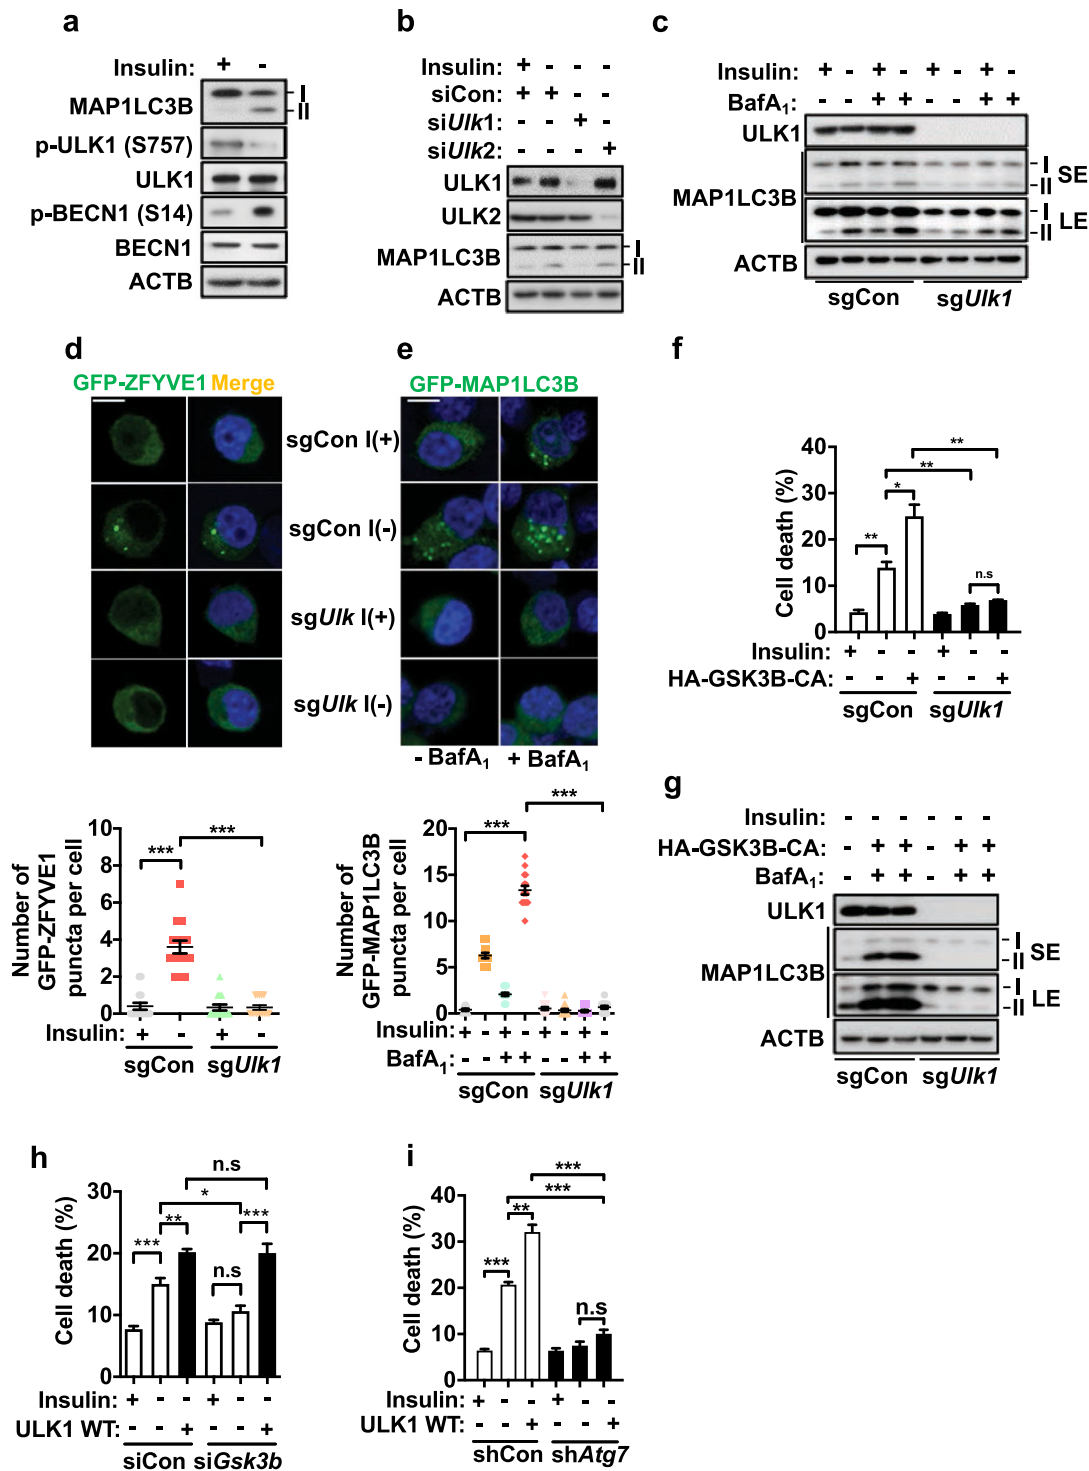 a
Insulin: + -
MAP1LC3B I II
p-ULK1 (S757)
ULK1
p-BECN1 (S14)
BECN1
ACTB
b
Insulin: + - - -
siCon: + + - -
siUlk1: - - + -
siUlk2: - - - +
ULK1
ULK2
MAP1LC3B I II
ACTB
c
Insulin: + - + - + - + -
BafA1: - - + + - - + +
ULK1
MAP1LC3B
I II SE
I II LE
ACTB
sgCon sgUlk1
d
GFP-ZFYVE1 Merge
sgCon I(+)
sgCon I(-)
sgUlk I(+)
sgUlk I(-)
Number of GFP-ZFYVE1 puncta per cell
10
8
6
4
2
0
*** ***
Insulin: + - + -
sgCon sgUlk1
e
GFP-MAP1LC3B
- BafA1 + BafA1
Number of GFP-MAP1LC3B puncta per cell
20
15
10
5
0
*** ***
Insulin: + - + - + - + -
BafA1: - - + + - - + +
sgCon sgUlk1
f
Cell death (%)
40
30
20
10
0
** * ** ** n.s
Insulin: + - - + - -
HA-GSK3B-CA: - - + - - +
sgCon sgUlk1
g
Insulin: - - - - - -
HA-GSK3B-CA: - + + - + +
BafA1: - + + - + +
ULK1
MAP1LC3B
I II SE
I II LE
ACTB
sgCon sgUlk1
h
Cell death (%)
30
20
10
0
*** ** * n.s n.s ***
Insulin: + - - + - -
ULK1 WT: - - + - - +
siCon siGsk3b
i
Cell death (%)
40
30
20
10
0
*** ** *** *** n.s
Insulin: + - - + - -
ULK1 WT: - - + - - +
shCon shAtg7